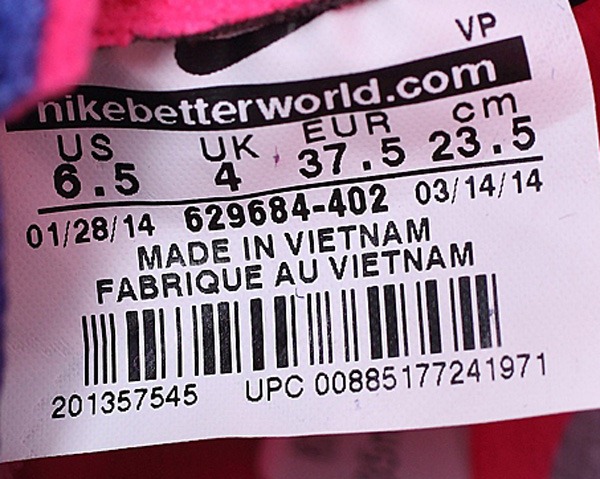 VP
nikebetterworld.com
US UK EUR cm
6.5 4 37.5 23.5
01/28/14 629684-402 03/14/14
MADE IN VIETNAM
FABRIQUE AU VIETNAM
201357545 UPC 00885177241971